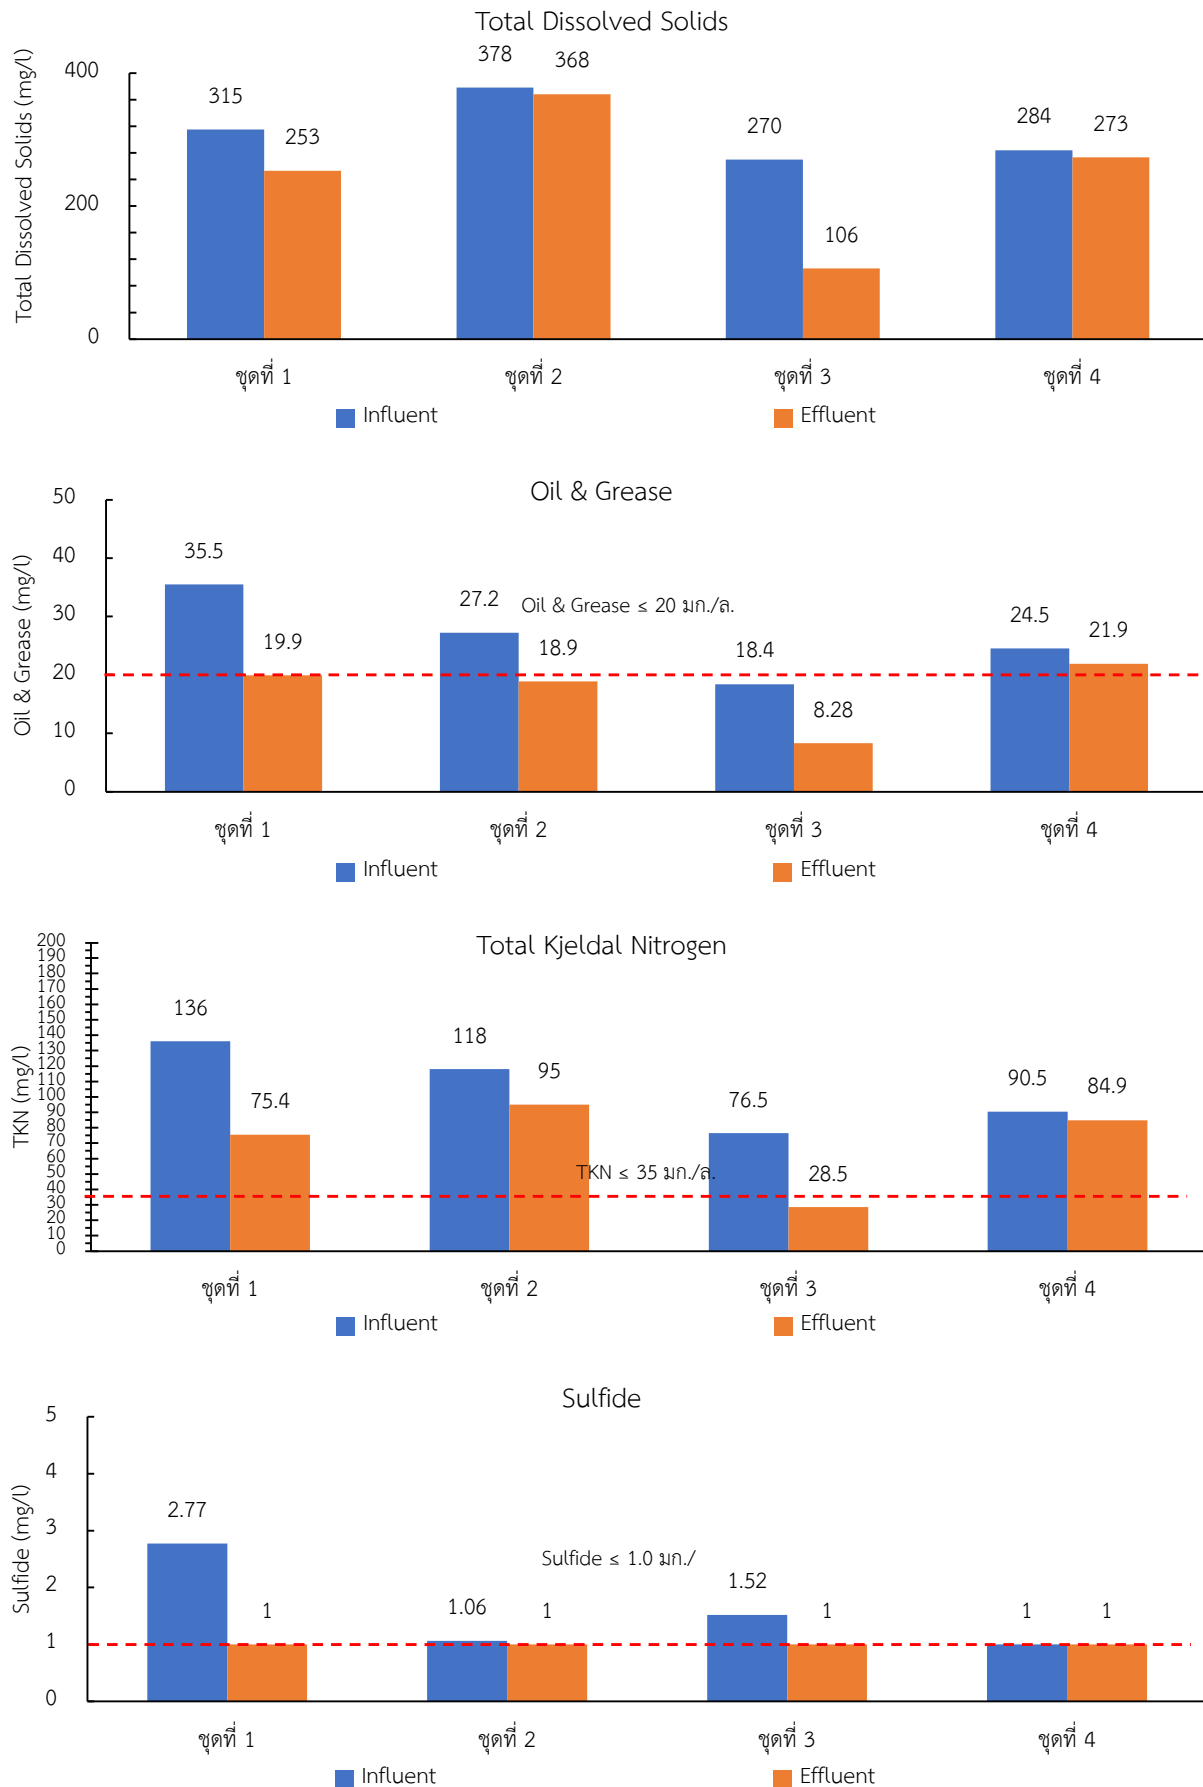 Total Dissolved Solids
Total Dissolved Solids (mg/l)
400
200
0
315
253
378
368
270
106
284
273
ชุดที่ 1
ชุดที่ 2
ชุดที่ 3
ชุดที่ 4
Influent
Effluent
Oil & Grease
Oil & Grease (mg/l)
50
40
30
20
10
0
35.5
19.9
27.2
18.9
Oil & Grease ≤ 20 มก./ล.
18.4
8.28
24.5
21.9
ชุดที่ 1
ชุดที่ 2
ชุดที่ 3
ชุดที่ 4
Influent
Effluent
Total Kjeldal Nitrogen
TKN (mg/l)
200
190
180
170
160
150
140
130
120
110
100
90
80
70
60
50
40
30
20
10
0
136
75.4
118
95
TKN ≤ 35 มก./ล.
76.5
28.5
90.5
84.9
ชุดที่ 1
ชุดที่ 2
ชุดที่ 3
ชุดที่ 4
Influent
Effluent
Sulfide
Sulfide (mg/l)
5
4
3
2
1
0
2.77
1
1.06
1
Sulfide ≤ 1.0 มก./
1.52
1
1
1
ชุดที่ 1
ชุดที่ 2
ชุดที่ 3
ชุดที่ 4
Influent
Effluent